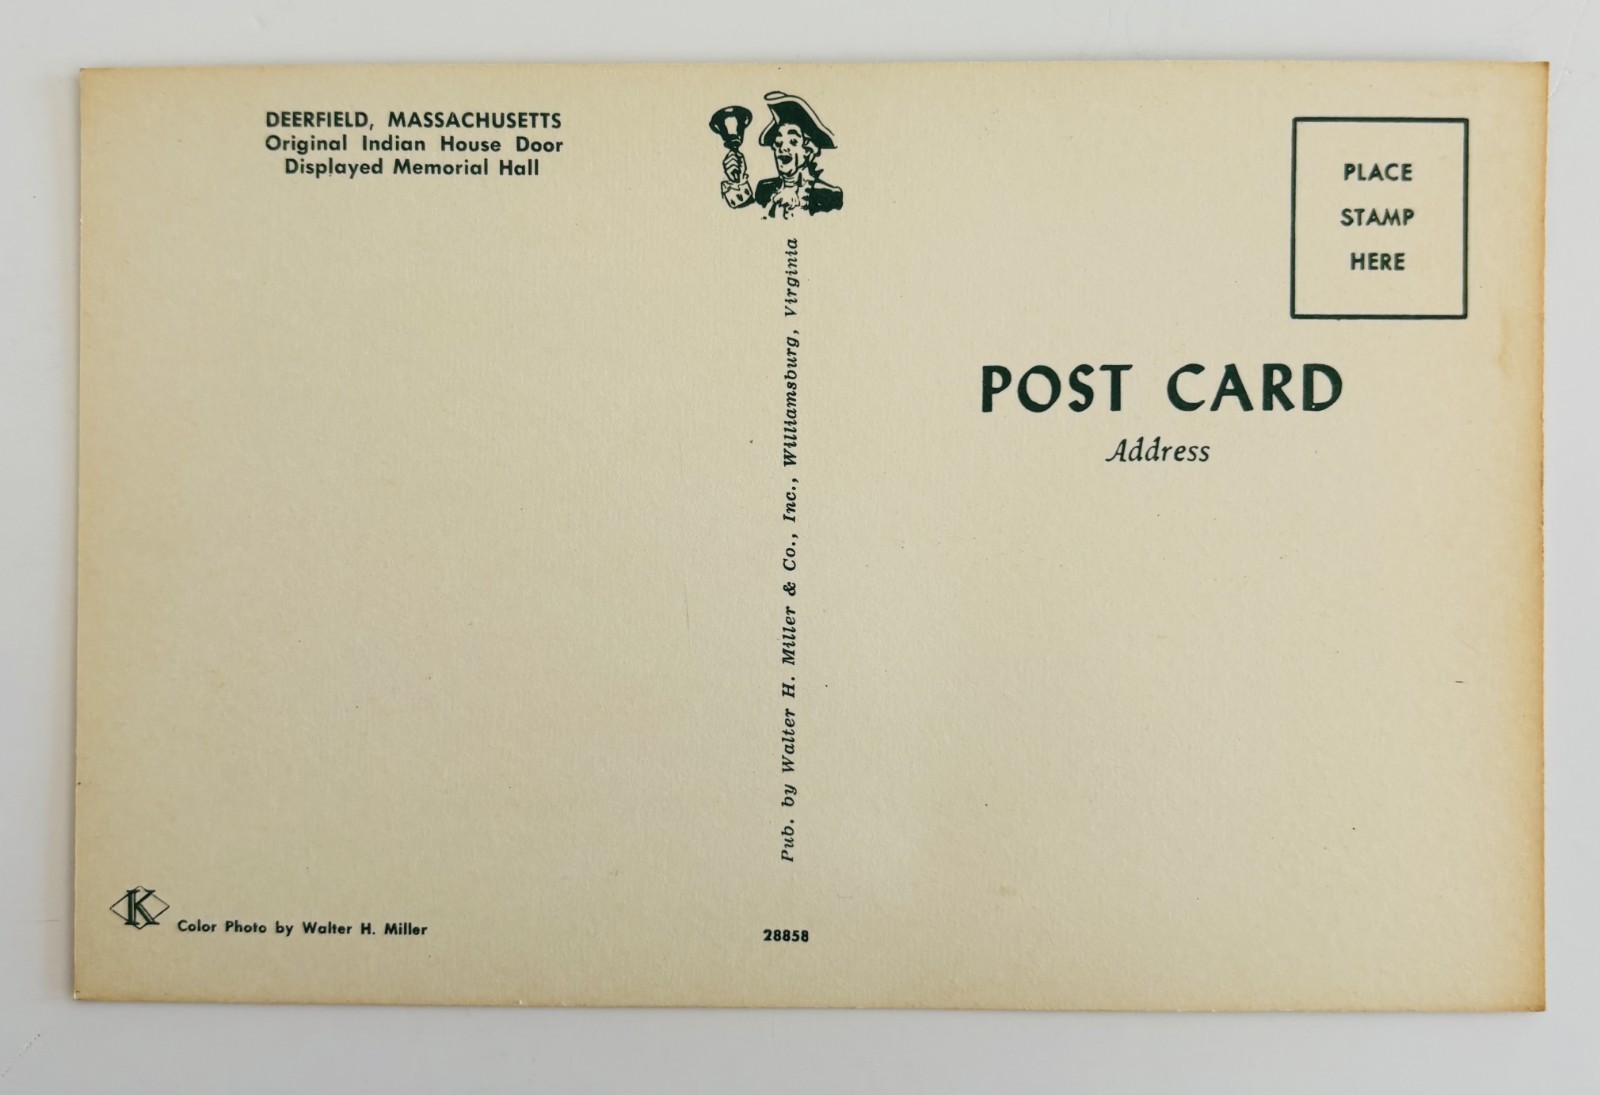 DEERFIELD, MASSACHUSETTS
Original Indian House Door
Displayed Memorial Hall
Pub. by Walter H. Miller & Co., Inc., Williamsburg, Virginia
PLACE
STAMP
HERE
POST CARD
Address
K
Color Photo by Walter H. Miller
28858